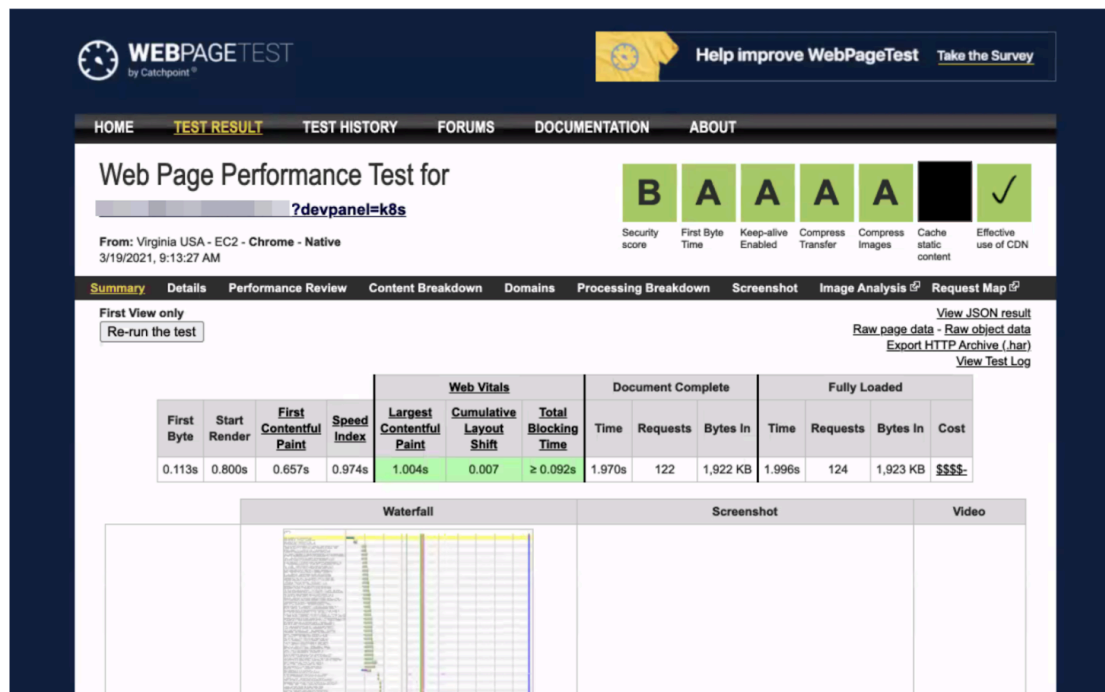 WEBPAGETEST
by Catchpoint ®
Help improve WebPageTest Take the Survey
HOME TEST RESULT TEST HISTORY FORUMS DOCUMENTATION ABOUT
Web Page Performance Test for
?devpanel=k8s
From: Virginia USA - EC2 - Chrome - Native
3/19/2021, 9:13:27 AM
B A A A A ✓
Security score
First Byte Time
Keep-alive Enabled
Compress Transfer
Compress Images
Cache static content
Effective use of CDN
Summary Details Performance Review Content Breakdown Domains Processing Breakdown Screenshot Image Analysis Request Map
First View only
Re-run the test
View JSON result
Raw page data - Raw object data
Export HTTP Archive (.har)
View Test Log
Web Vitals Document Complete Fully Loaded
First Byte Start Render First Contentful Paint Speed Index Largest Contentful Paint Cumulative Layout Shift Total Blocking Time Time Requests Bytes In Time Requests Bytes In Cost
0.113s 0.800s 0.657s 0.974s 1.004s 0.007 ≥ 0.092s 1.970s 122 1,922 KB 1.996s 124 1,923 KB $$$$-
Waterfall Screenshot Video